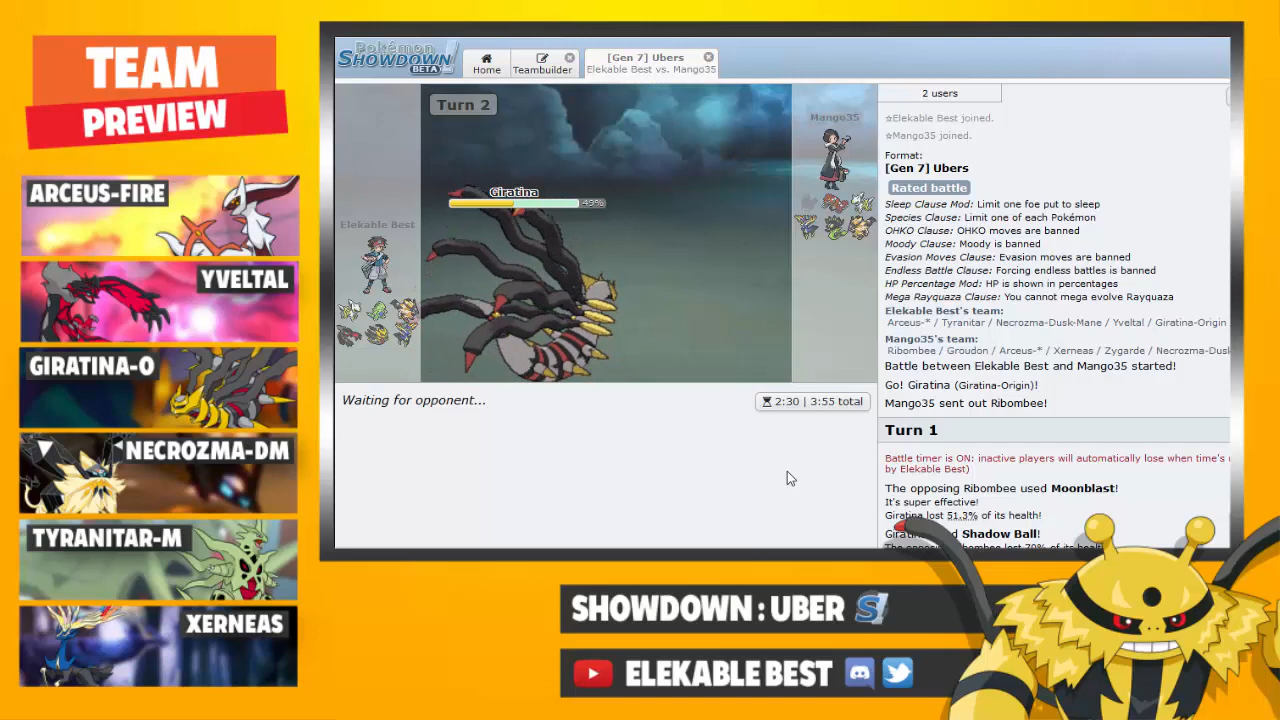 TEAM
PREVIEW
ARCEUS-FIRE
YVELTAL
GIRATINA-O
NECROZMA-DM
TYRANITAR-M
XERNEAS
Pokémon
SHOWDOWN!
BETA
Home
Teambuilder
[Gen 7] Ubers
Elekable Best vs. Mango35
Turn 2
Mango35
Giratina
49%
Elekable Best
Waiting for opponent...
2:30 | 3:55 total
2 users
☆Elekable Best joined.
☆Mango35 joined.
Format:
[Gen 7] Ubers
Rated battle
Sleep Clause Mod: Limit one foe put to sleep
Species Clause: Limit one of each Pokémon
OHKO Clause: OHKO moves are banned
Moody Clause: Moody is banned
Evasion Moves Clause: Evasion moves are banned
Endless Battle Clause: Forcing endless battles is banned
HP Percentage Mod: HP is shown in percentages
Mega Rayquaza Clause: You cannot mega evolve Rayquaza
Elekable Best's team:
Arceus-* / Tyranitar / Necrozma-Dusk-Mane / Yveltal / Giratina-Origin
Mango35's team:
Ribombee / Groudon / Arceus-* / Xerneas / Zygarde / Necrozma-Dusk
Battle between Elekable Best and Mango35 started!
Go! Giratina (Giratina-Origin)!
Mango35 sent out Ribombee!
Turn 1
Battle timer is ON: inactive players will automatically lose when time's
by Elekable Best)
The opposing Ribombee used Moonblast!
It's super effective!
Giratina lost 51.3% of its health!
Shadow Ball!
lost 70% of its
SHOWDOWN : UBER S
ELEKABLE BEST